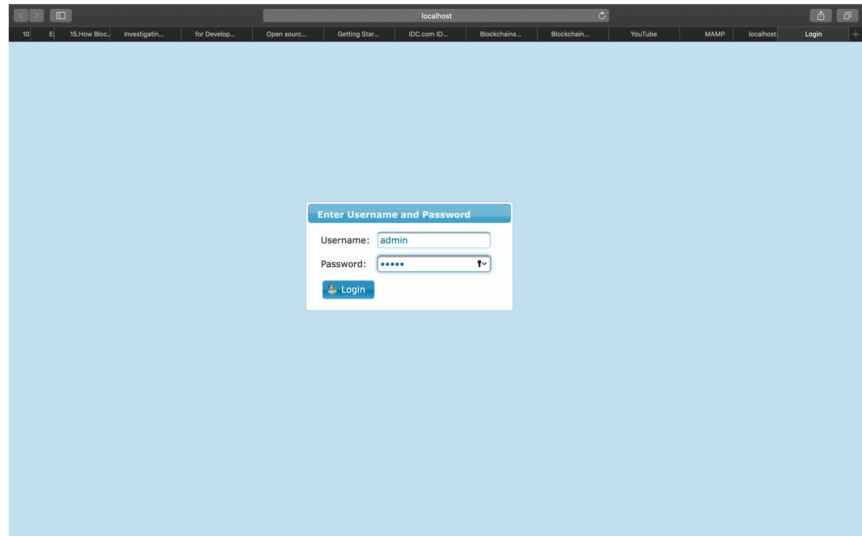 localhost
10 E 15.How Bloc.. Investigatin... for Develop... Open sourc... Getting Star... IDC.com ID... Blockchains... Blockchain... YouTube MAMP localhost: Login
Enter Username and Password
Username: admin
Password: •••••
Login